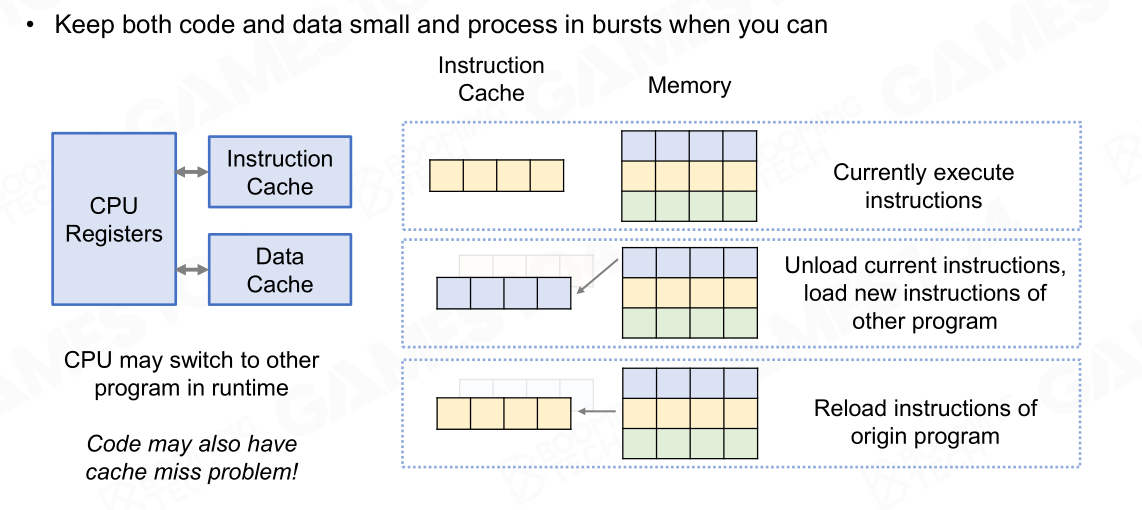 • Keep both code and data small and process in bursts when you can
Instruction
Cache
Memory
CPU
Registers
Instruction
Cache
Data
Cache
CPU may switch to other
program in runtime
Code may also have
cache miss problem!
Currently execute
instructions
Unload current instructions,
load new instructions of
other program
Reload instructions of
origin program